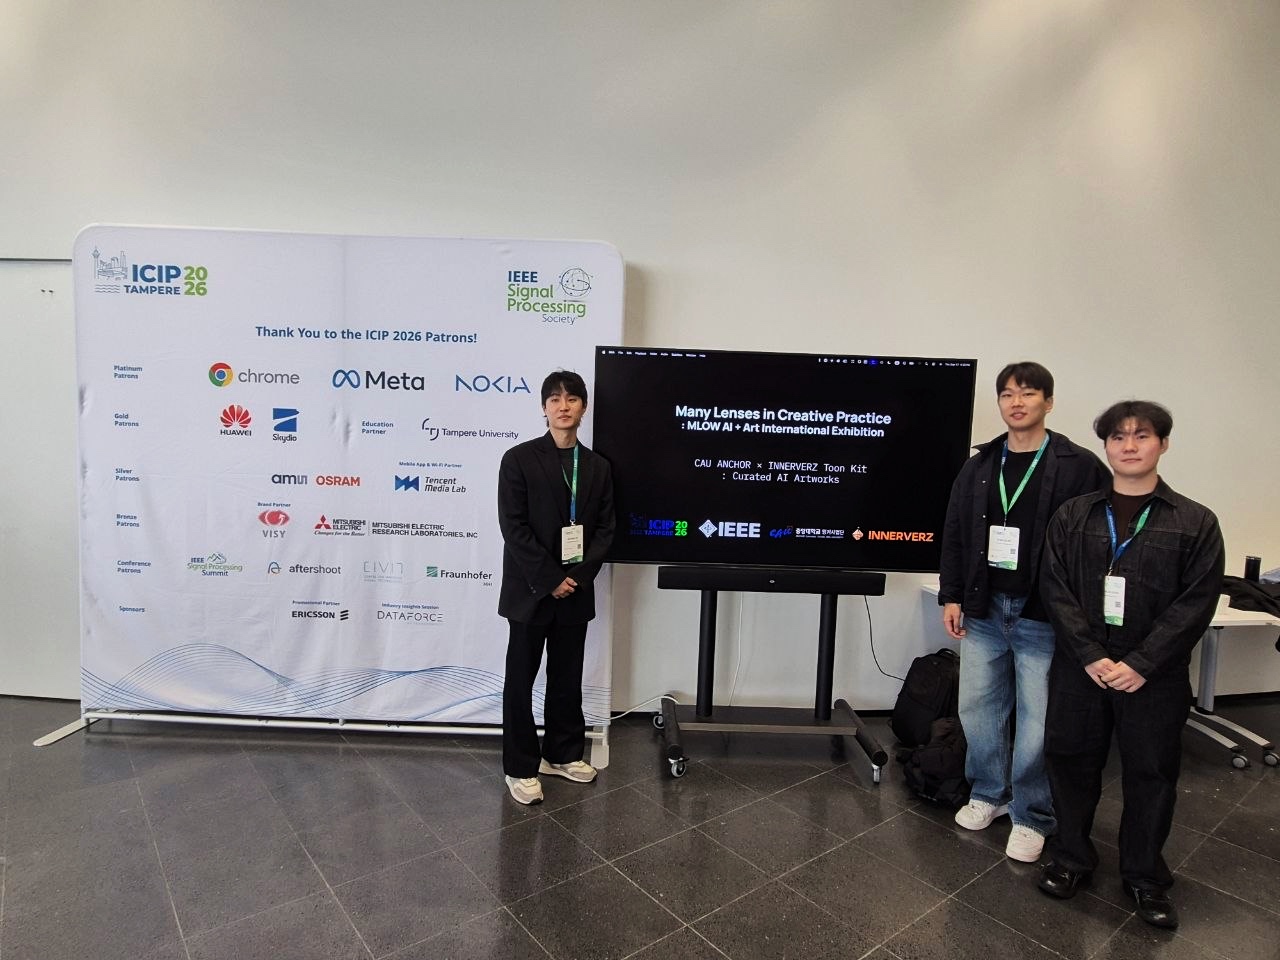 ICIP 2026
TAMPERE
IEEE
Signal
Processing
Society
Thank You to the ICIP 2026 Patrons!
Platinum
Patrons
chrome
Meta
NOKIA
Gold
Patrons
HUAWEI
Skydio
Education
Partner
Tampere University
Silver
Patrons
amu OSRAM
Mobile App & Wi-Fi Partner
Tencent
Media Lab
Bronze
Patrons
Brand Partner
VISY
MITSUBISHI
ELECTRIC
Changes for the Better
MITSUBISHI ELECTRIC
RESEARCH LABORATORIES, INC
Conference
Patrons
IEEE
Signal Processing
Summit
aftershoot
Fraunhofer
Sponsors
Promotional Partner
ERICSSON
Industry Insights Session
DATAFORCE
Many Lenses in Creative Practice
: MLOW AI + Art International Exhibition
CAU ANCHOR × INNERVERZ Toon Kit
: Curated AI Artworks
ICIP 2026
TAMPERE
IEEE
CAU
INNERVERZ